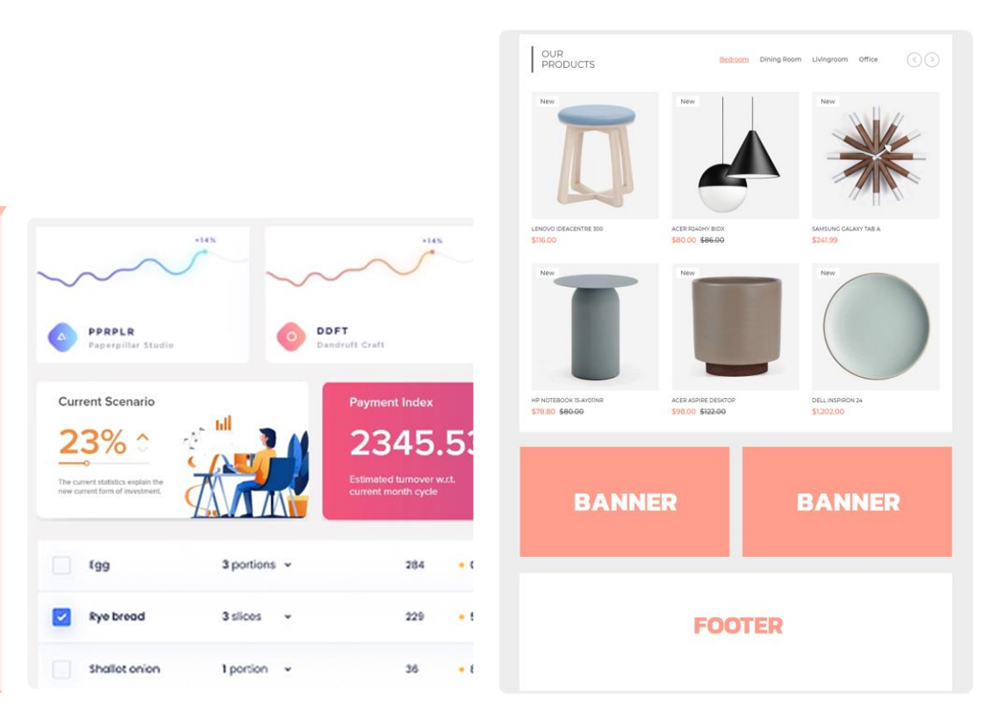 +14%
PPRPLR
Paperpillar Studio
+14%
DDFT
Dandruft Craft
Current Scenario
23%
The current statistics explain the
new current form of investment.
Payment Index
2345.53
Estimated turnover w.r.t.
current month cycle
Egg 3 portions 284
Rye bread 3 slices 229
Shallot onion 1 portion 36
OUR
PRODUCTS
Bedroom Dining Room Livingroom Office
New New New
LENOVO IDEACENTRE 300 ACER R240HY BIDX SAMSUNG GALAXY TAB A
$116.00 $80.00 $86.00 $241.99
New New New
HP NOTEBOOK 15-AY011NR ACER ASPIRE DESKTOP DELL INSPIRON 24
$78.80 $80.00 $98.00 $122.00 $1,202.00
BANNER BANNER
FOOTER